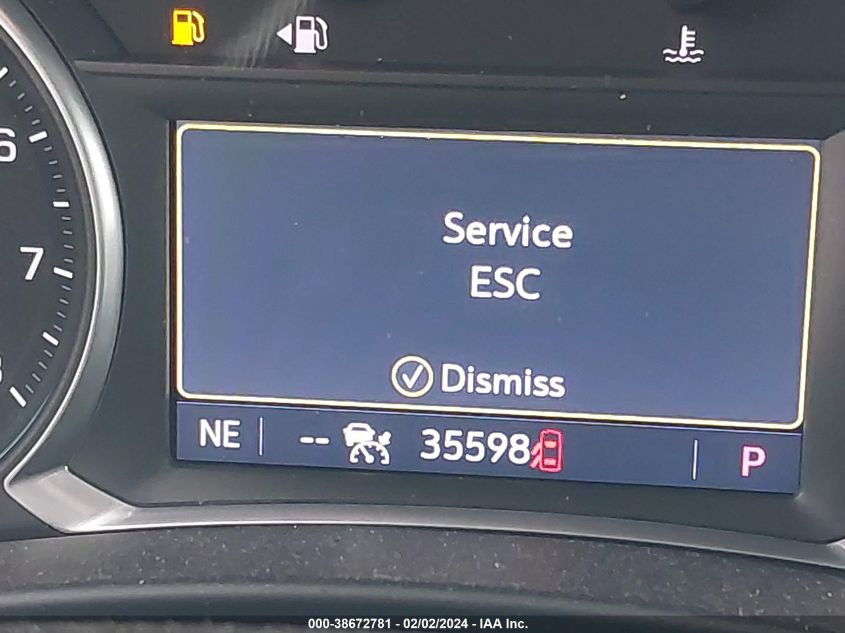 6
7
Service
ESC
Dismiss
NE -- 35598 P
000-38672781 - 02/02/2024 - IAA Inc.